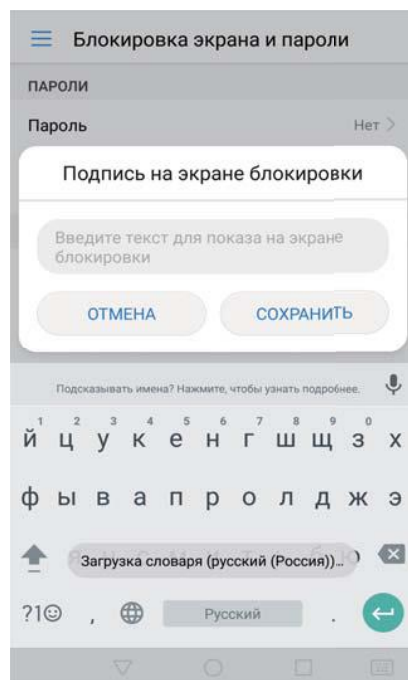 Блокировка экрана и пароли
ПАРОЛИ
Пароль Нет
Подпись на экране блокировки
Введите текст для показа на экране
блокировки
ОТМЕНА СОХРАНИТЬ
Подсказывать имена? Нажмите, чтобы узнать подробнее.
1 2 3 4 5 6 7 8 9 0
й ц у к е н г ш щ з х
ф ы в а п р о л д ж э
Загрузка словаря (русский (Россия))...
?1☺ , Русский .